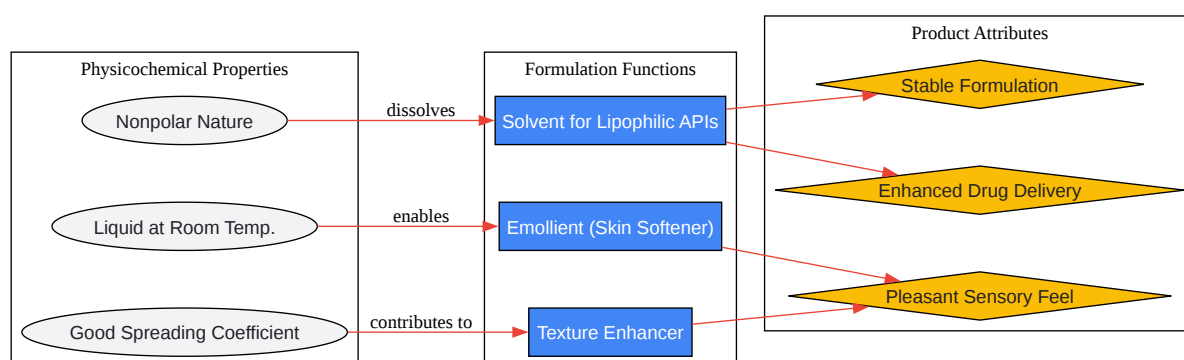 Physicochemical Properties
Nonpolar Nature
Liquid at Room Temp.
Good Spreading Coefficient
dissolves
enables
contributes to
Formulation Functions
Solvent for Lipophilic APIs
Emollient (Skin Softener)
Texture Enhancer
Product Attributes
Stable Formulation
Enhanced Drug Delivery
Pleasant Sensory Feel